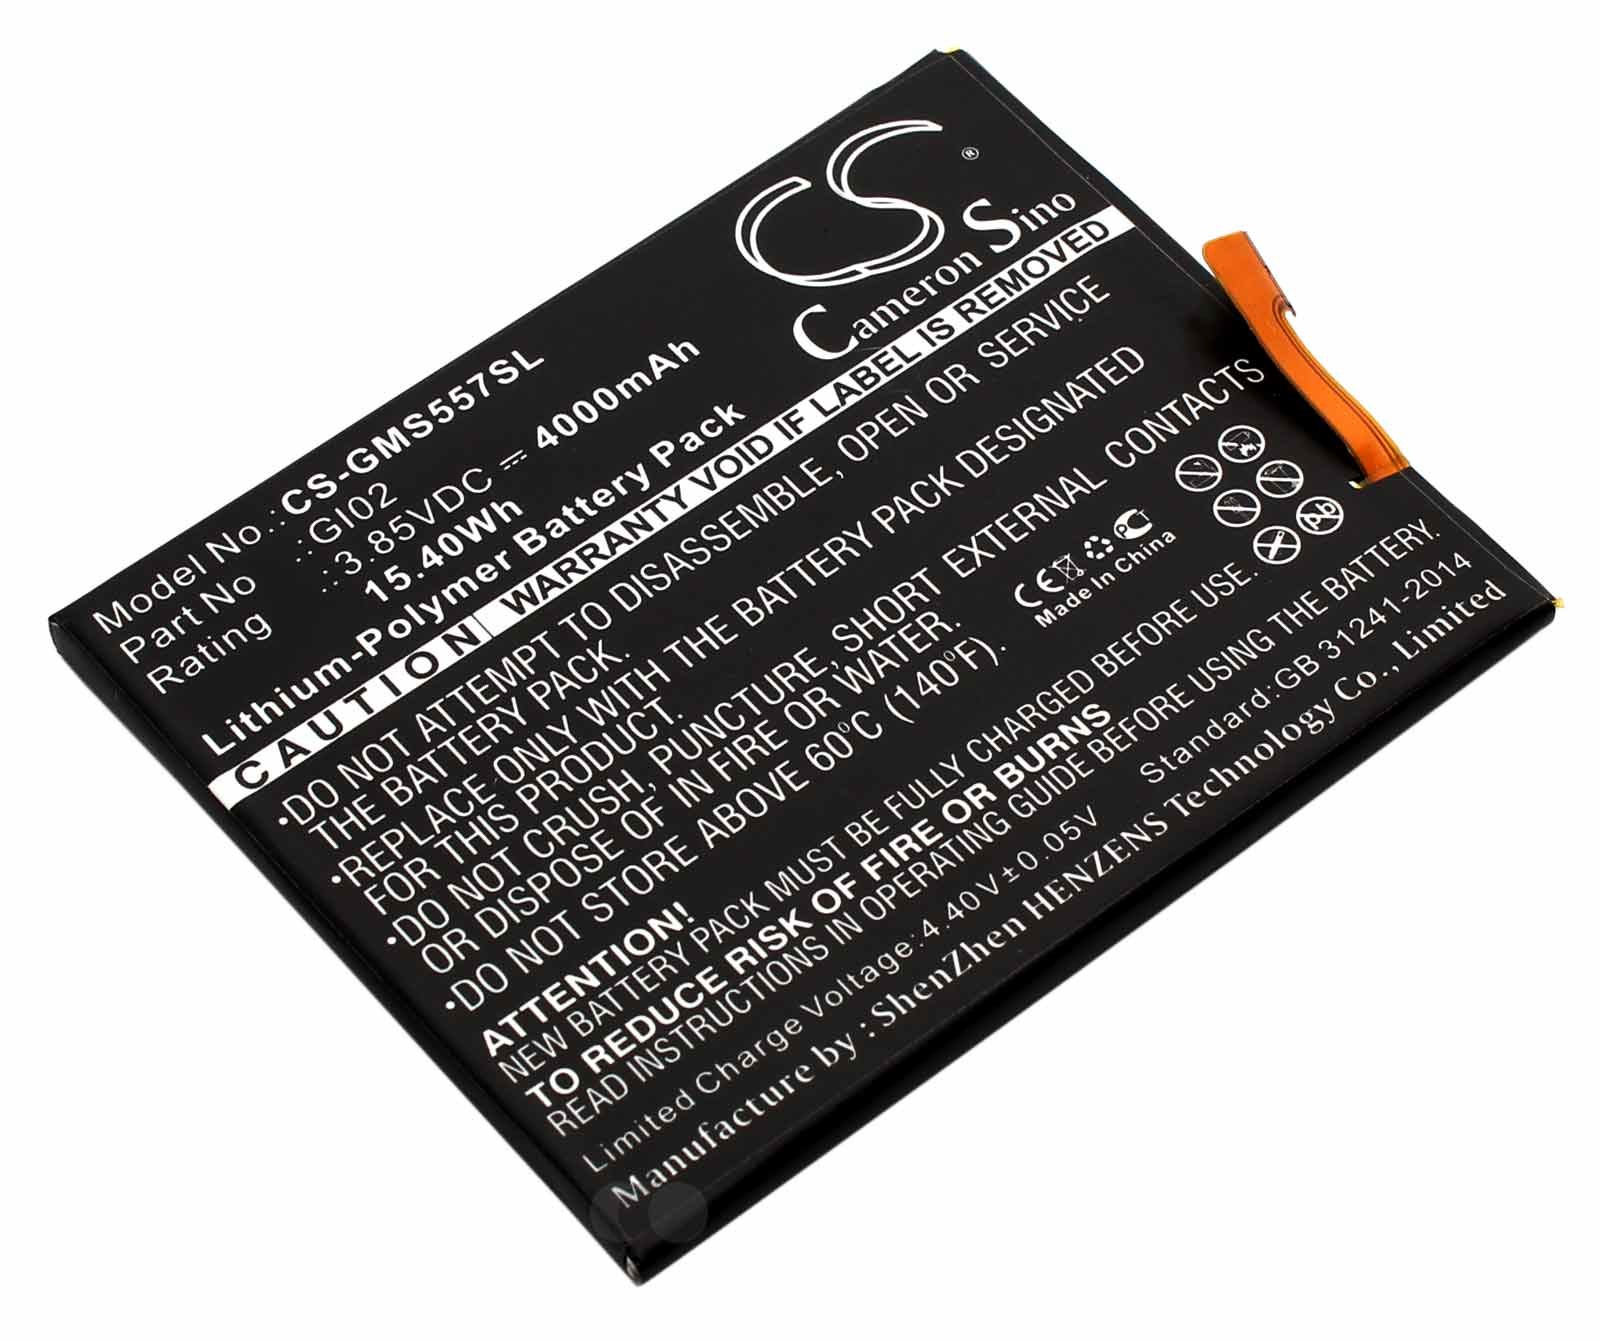 CS
®
Cameron Sino
Model No.: CS-GMS557SL
Part No : GI02
Rating : 3.85VDC ⎓ 4000mAh
15.40Wh
Lithium-Polymer Battery Pack
CAUTION WARRANTY VOID IF LABEL IS REMOVED
•DO NOT ATTEMPT TO DISASSEMBLE, OPEN OR SERVICE
THE BATTERY PACK.
•REPLACE ONLY WITH THE BATTERY PACK DESIGNATED
FOR THIS PRODUCT.
•DO NOT CRUSH, PUNCTURE, SHORT EXTERNAL CONTACTS
OR DISPOSE OF IN FIRE OR WATER.
•DO NOT STORE ABOVE 60°C (140°F)
CE PG
Made In China
Pb
ATTENTION!
NEW BATTERY PACK MUST BE FULLY CHARGED BEFORE USE.
TO REDUCE RISK OF FIRE OR BURNS
READ INSTRUCTIONS IN OPERATING GUIDE BEFORE USING THE BATTERY.
Limited Charge Voltage:4.40V±0.05V Standard:GB 31241-2014
Manufacture by : ShenZhen HENZENS Technology Co., Limited